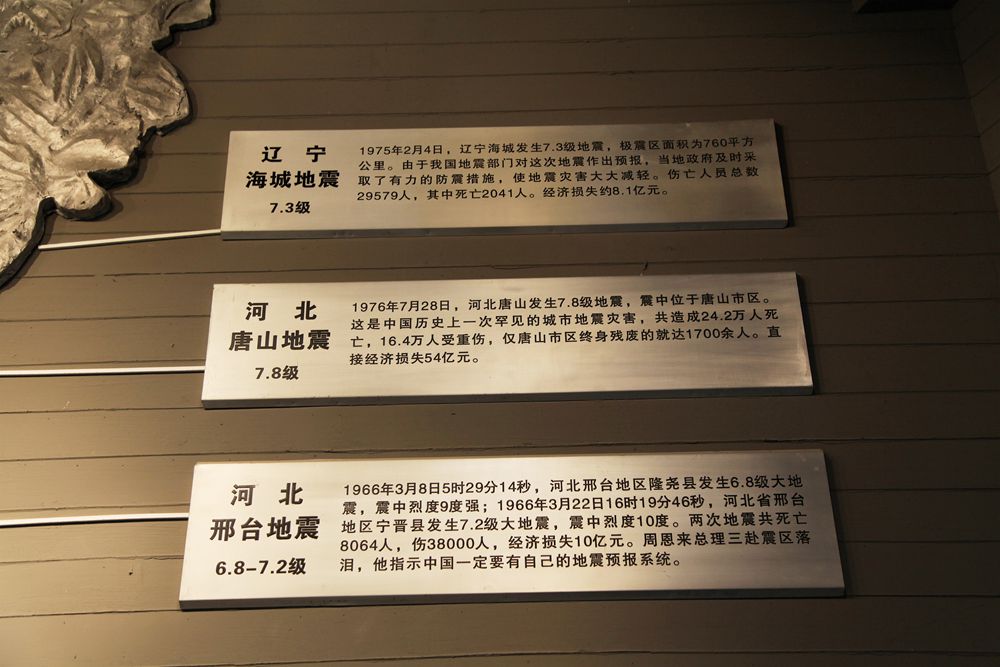 辽宁
海城地震
7.3级
1975年2月4日，辽宁海城发生7.3级地震，极震区面积为760平方
公里。由于我国地震部门对这次地震作出预报，当地政府及时采
取了有力的防震措施，使地震灾害大大减轻。伤亡人员总数
29579人，其中死亡2041人。经济损失约8.1亿元。
河北
唐山地震
7.8级
1976年7月28日，河北唐山发生7.8级地震，震中位于唐山市区。
这是中国历史上一次罕见的城市地震灾害，共造成24.2万人死
亡，16.4万人受重伤，仅唐山市区终身残废的就达1700余人。直
接经济损失54亿元。
河北
邢台地震
6.8-7.2级
1966年3月8日5时29分14秒，河北邢台地区隆尧县发生6.8级大地
震，震中烈度9度强；1966年3月22日16时19分46秒，河北省邢台
地区宁晋县发生7.2级大地震，震中烈度10度。两次地震共死亡
8064人，伤38000人，经济损失10亿元。周恩来总理三赴震区落
泪，他指示中国一定要有自己的地震预报系统。